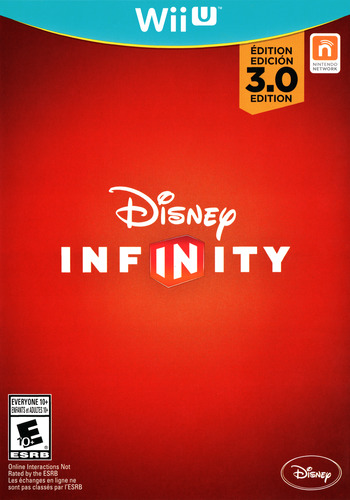 Wii U
ÉDITION
EDICIÓN
3.0
EDITION
n
NINTENDO
NETWORK
Disney
INFINITY
EVERYONE 10+
ENFANTS et ADULTES 10+
E
10+
ESRB
Online Interactions Not
Rated by the ESRB
Les échanges en ligne ne
sont pas classés par l'ESRB
Disney